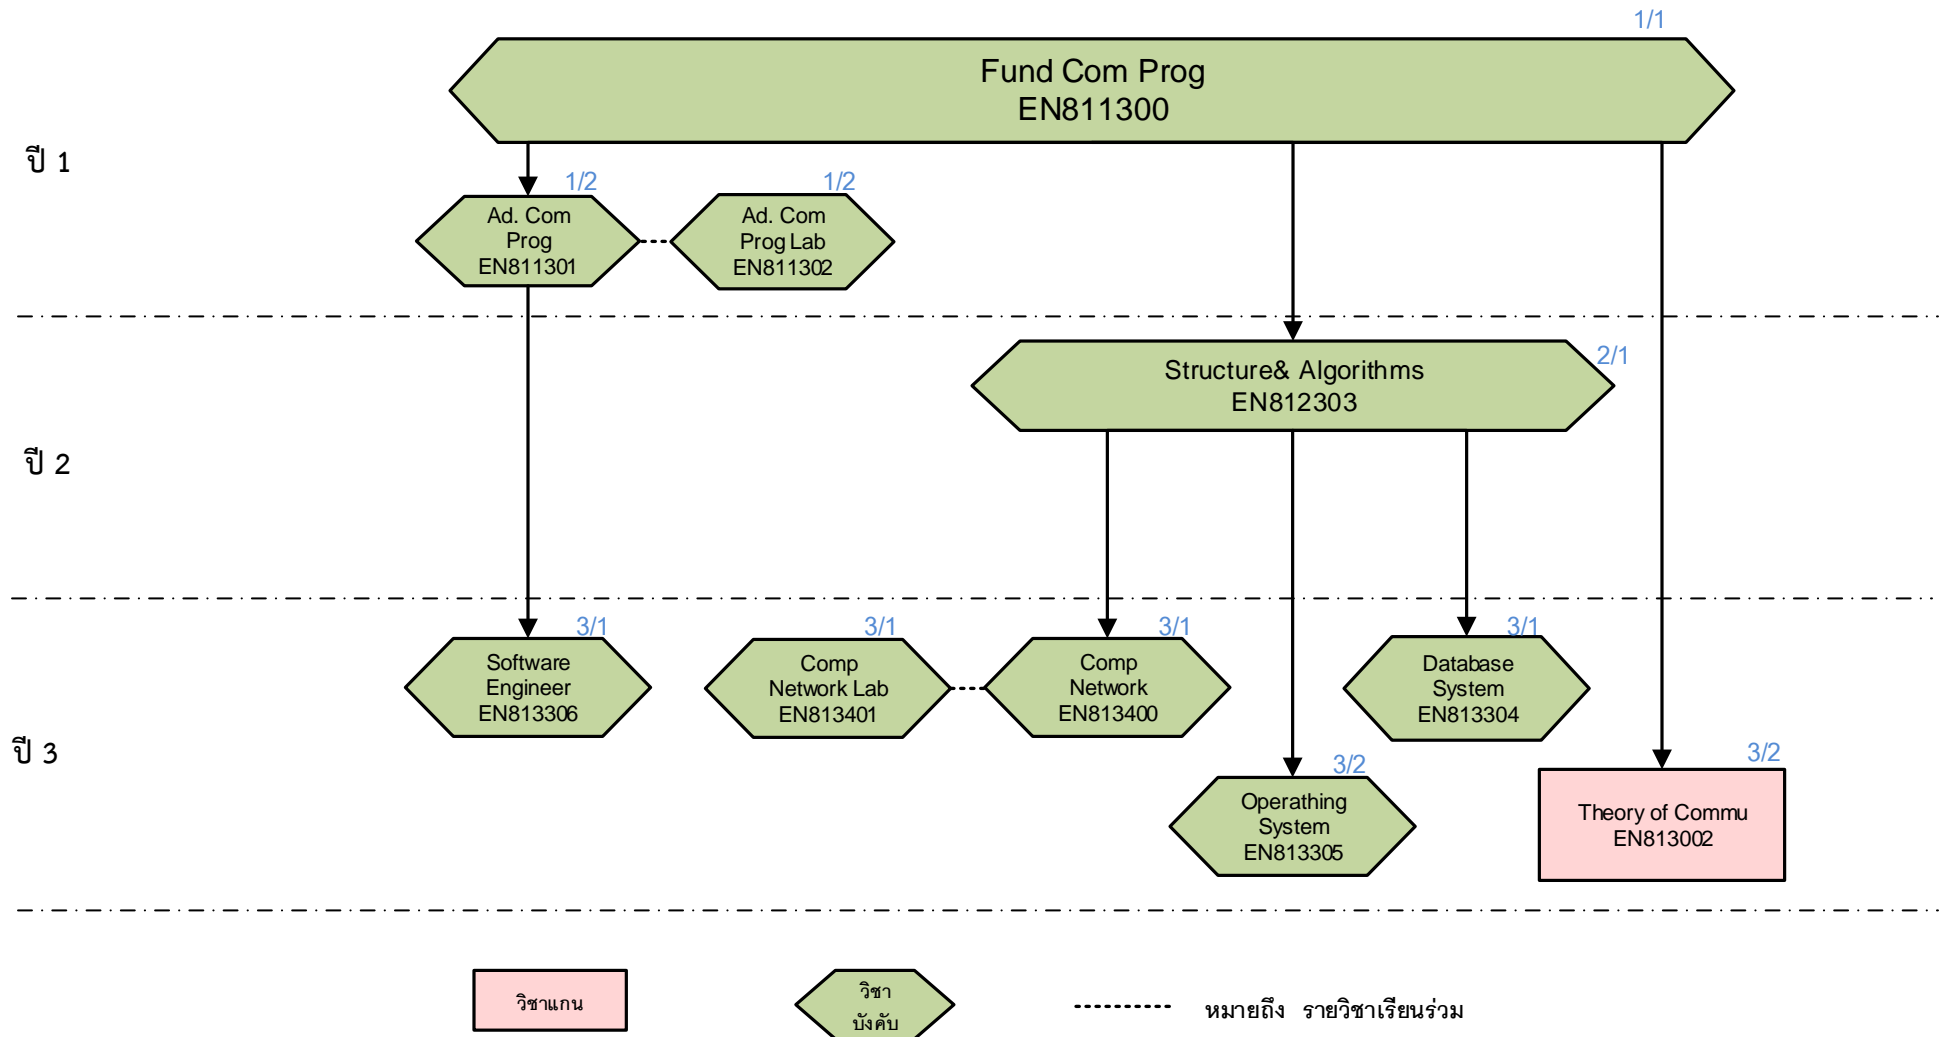 1/1
Fund Com Prog
EN811300
ปี 1
1/2
Ad. Com
Prog
EN811301
1/2
Ad. Com
Prog Lab
EN811302
2/1
Structure& Algorithms
EN812303
ปี 2
3/1
Software
Engineer
EN813306
3/1
Comp
Network Lab
EN813401
3/1
Comp
Network
EN813400
3/1
Database
System
EN813304
ปี 3
3/2
Operathing
System
EN813305
3/2
Theory of Commu
EN813002
วิชาแกน
วิชา
บังคับ
หมายถึง รายวิชาเรียนร่วม